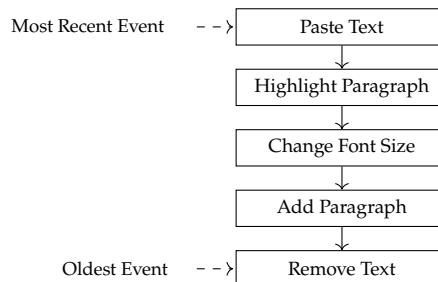 Most Recent Event Paste Text
Highlight Paragraph
Change Font Size
Add Paragraph
Oldest Event Remove Text